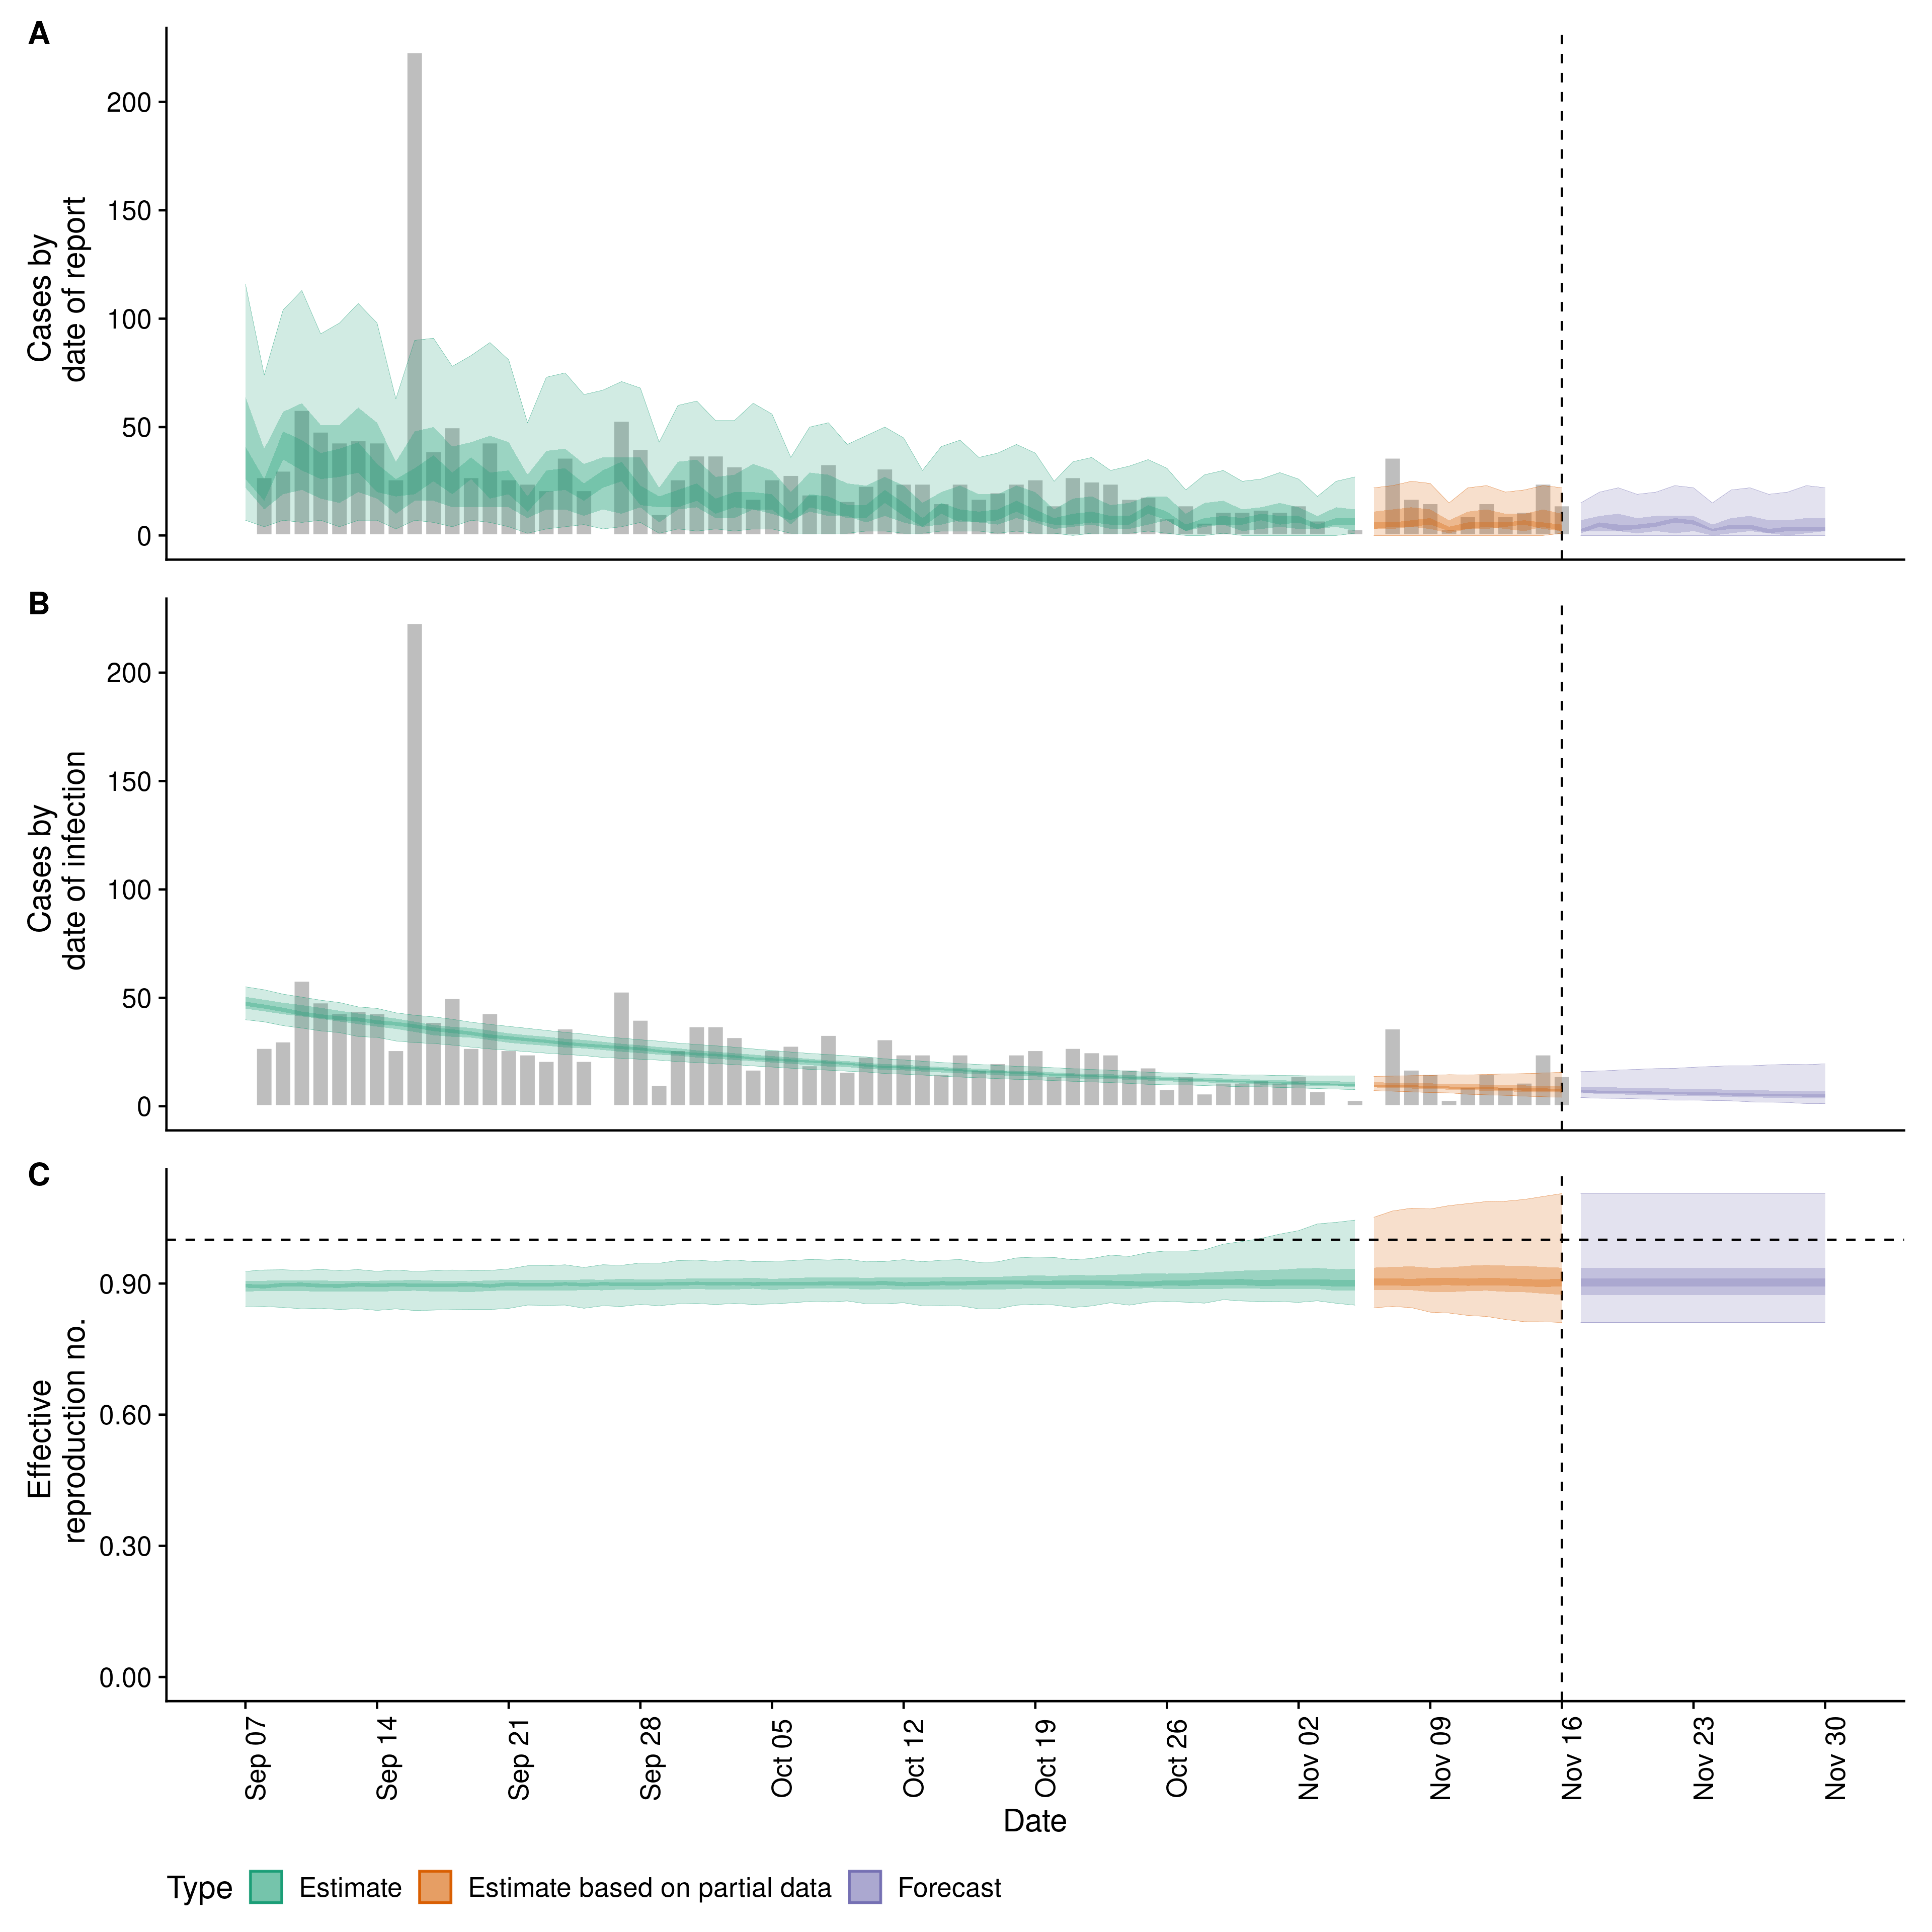 A
Cases by
date of report
200
150
100
50
0
B
Cases by
date of infection
200
150
100
50
0
C
Effective
reproduction no.
0.90
0.60
0.30
0.00
Sep 07
Sep 14
Sep 21
Sep 28
Oct 05
Oct 12
Oct 19
Oct 26
Nov 02
Nov 09
Nov 16
Nov 23
Nov 30
Date
Type Estimate Estimate based on partial data Forecast